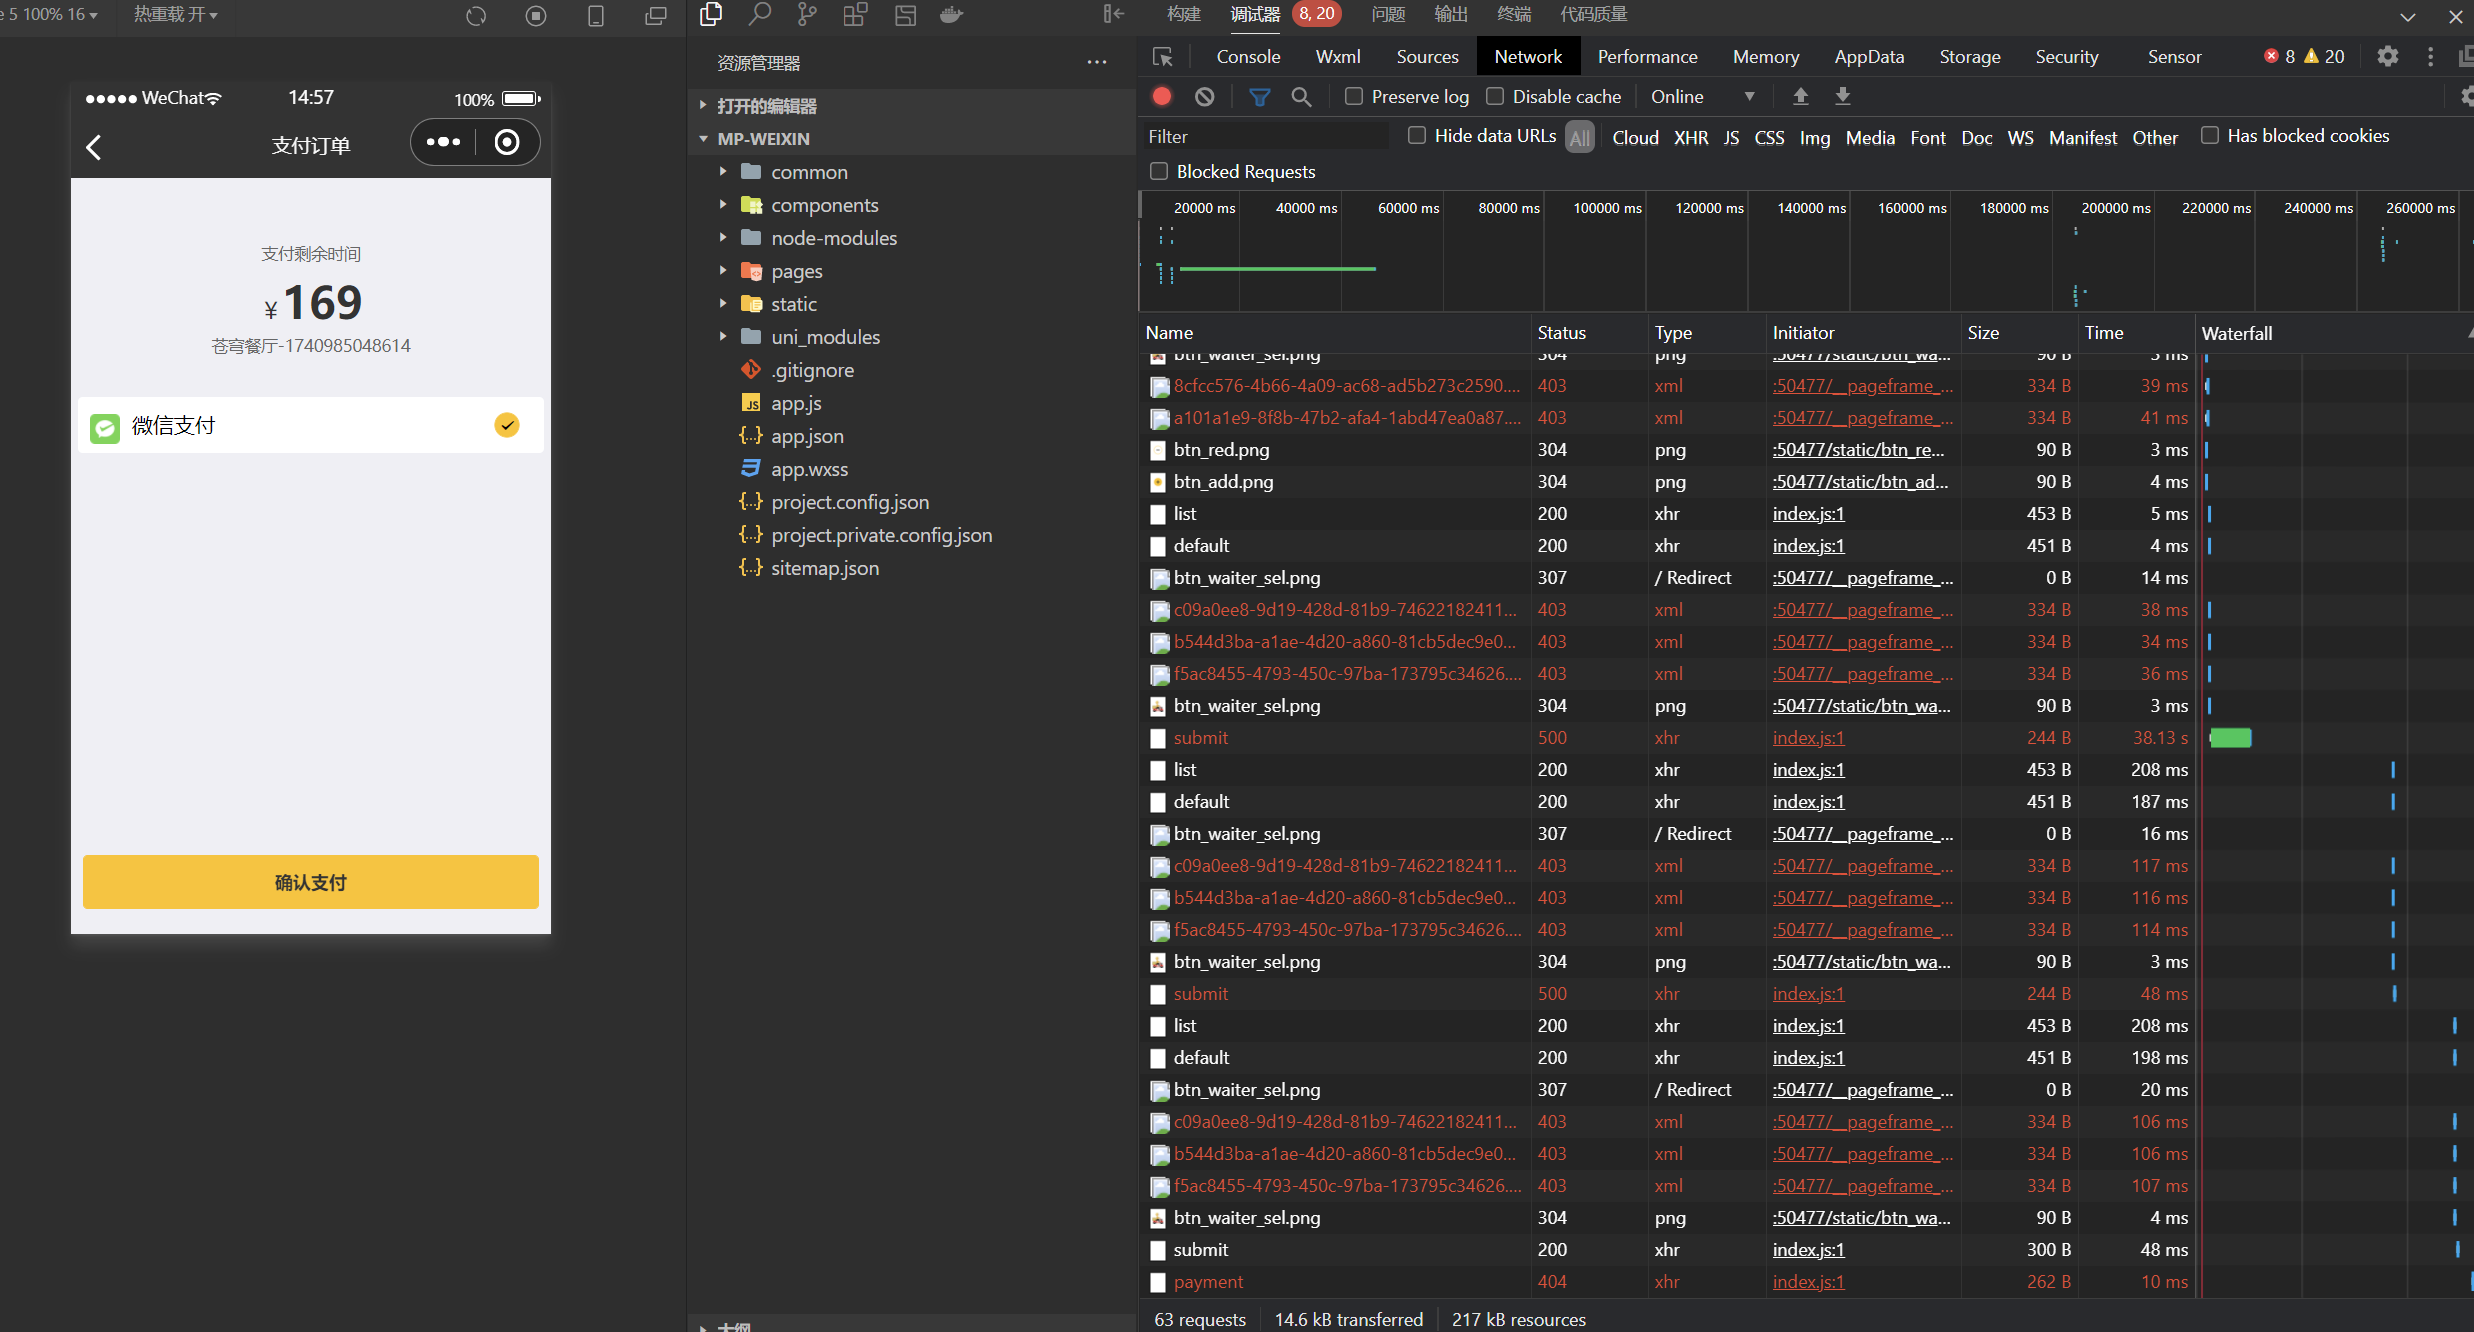 e 5 100% 16
热重载 开
WeChat
14:57
100%
支付订单
支付剩余时间
¥ 169
苍穹餐厅-1740985048614
微信支付
确认支付
资源管理器
打开的编辑器
MP-WEIXIN
common
components
node-modules
pages
static
uni_modules
.gitignore
app.js
app.json
app.wxss
project.config.json
project.private.config.json
sitemap.json
大纲
构建 调试器 8, 20 问题 输出 终端 代码质量
Console Wxml Sources Network Performance Memory AppData Storage Security Sensor 8 20
Preserve log Disable cache Online
Filter Hide data URLs All Cloud XHR JS CSS Img Media Font Doc WS Manifest Other Has blocked cookies
Blocked Requests
20000 ms 40000 ms 60000 ms 80000 ms 100000 ms 120000 ms 140000 ms 160000 ms 180000 ms 200000 ms 220000 ms 240000 ms 260000 ms
Name Status Type Initiator Size Time Waterfall
btn_waiter_sel.png 304 png :50477/static/btn_wa... 90 B 3 ms
8cfcc576-4b66-4a09-ac68-ad5b273c2590.... 403 xml :50477/__pageframe_... 334 B 39 ms
a101a1e9-8f8b-47b2-afa4-1abd47ea0a87.... 403 xml :50477/__pageframe_... 334 B 41 ms
btn_red.png 304 png :50477/static/btn_re... 90 B 3 ms
btn_add.png 304 png :50477/static/btn_ad... 90 B 4 ms
list 200 xhr index.js:1 453 B 5 ms
default 200 xhr index.js:1 451 B 4 ms
btn_waiter_sel.png 307 / Redirect :50477/__pageframe_... 0 B 14 ms
c09a0ee8-9d19-428d-81b9-74622182411... 403 xml :50477/__pageframe_... 334 B 38 ms
b544d3ba-a1ae-4d20-a860-81cb5dec9e0... 403 xml :50477/__pageframe_... 334 B 34 ms
f5ac8455-4793-450c-97ba-173795c34626.... 403 xml :50477/__pageframe_... 334 B 36 ms
btn_waiter_sel.png 304 png :50477/static/btn_wa... 90 B 3 ms
submit 500 xhr index.js:1 244 B 38.13 s
list 200 xhr index.js:1 453 B 208 ms
default 200 xhr index.js:1 451 B 187 ms
btn_waiter_sel.png 307 / Redirect :50477/__pageframe_... 0 B 16 ms
c09a0ee8-9d19-428d-81b9-74622182411... 403 xml :50477/__pageframe_... 334 B 117 ms
b544d3ba-a1ae-4d20-a860-81cb5dec9e0... 403 xml :50477/__pageframe_... 334 B 116 ms
f5ac8455-4793-450c-97ba-173795c34626.... 403 xml :50477/__pageframe_... 334 B 114 ms
btn_waiter_sel.png 304 png :50477/static/btn_wa... 90 B 3 ms
submit 500 xhr index.js:1 244 B 48 ms
list 200 xhr index.js:1 453 B 208 ms
default 200 xhr index.js:1 451 B 198 ms
btn_waiter_sel.png 307 / Redirect :50477/__pageframe_... 0 B 20 ms
c09a0ee8-9d19-428d-81b9-74622182411... 403 xml :50477/__pageframe_... 334 B 106 ms
b544d3ba-a1ae-4d20-a860-81cb5dec9e0... 403 xml :50477/__pageframe_... 334 B 106 ms
f5ac8455-4793-450c-97ba-173795c34626.... 403 xml :50477/__pageframe_... 334 B 107 ms
btn_waiter_sel.png 304 png :50477/static/btn_wa... 90 B 4 ms
submit 200 xhr index.js:1 300 B 48 ms
payment 404 xhr index.js:1 262 B 10 ms
63 requests 14.6 kB transferred 217 kB resources